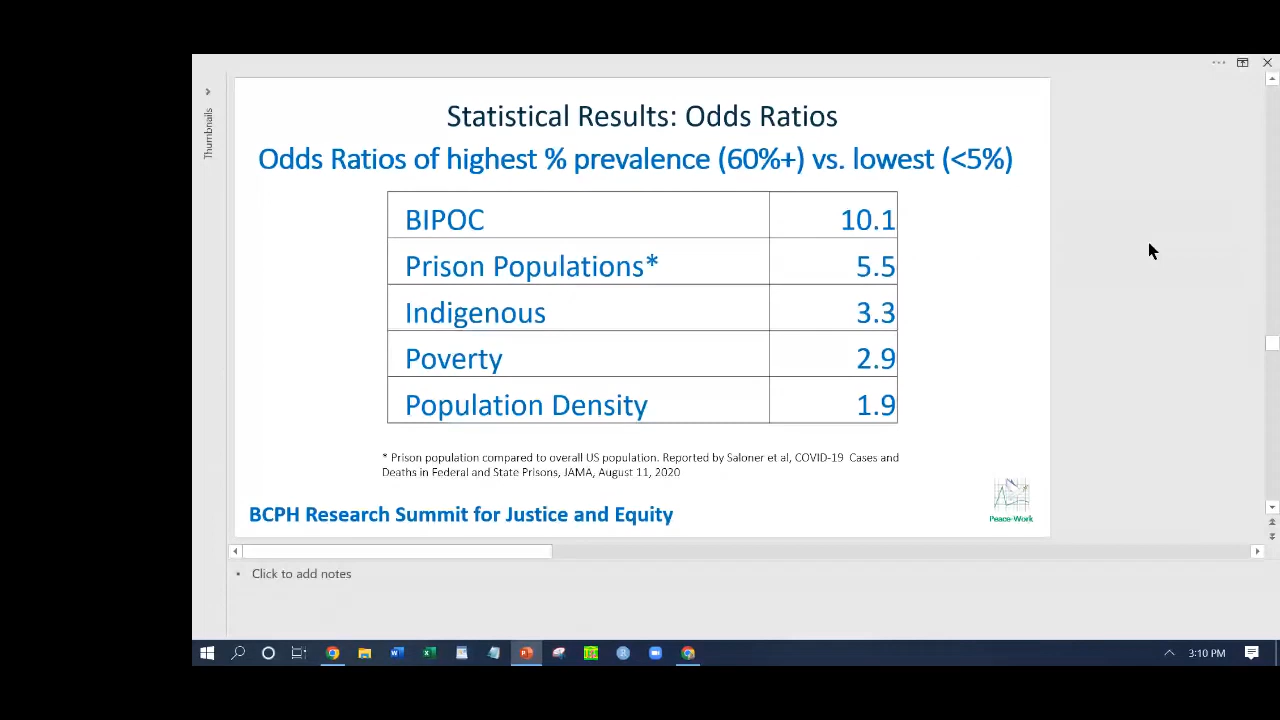 Thumbnails
Statistical Results: Odds Ratios
Odds Ratios of highest % prevalence (60%+) vs. lowest (<5%)
BIPOC 10.1
Prison Populations* 5.5
Indigenous 3.3
Poverty 2.9
Population Density 1.9
* Prison population compared to overall US population. Reported by Saloner et al, COVID-19 Cases and
Deaths in Federal and State Prisons, JAMA, August 11, 2020
BCPH Research Summit for Justice and Equity
Peace-Work
• Click to add notes
3:10 PM